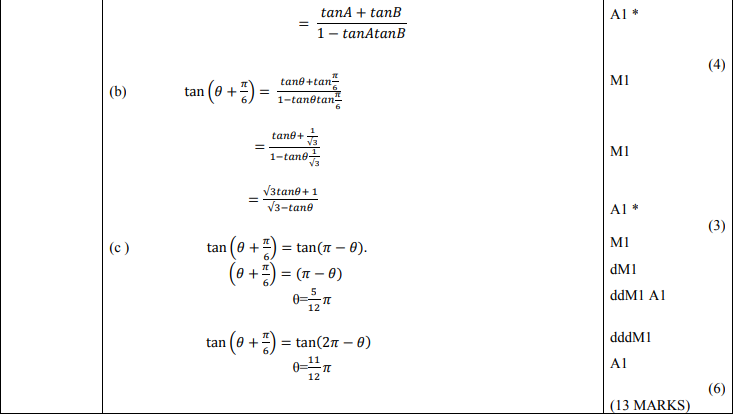 = (tanA + tanB)/(1 − tanAtanB) A1 *
(4)
(b) tan(θ + π/6) = (tanθ+tan π/6)/(1−tanθtan π/6) M1
= (tanθ+ 1/√3)/(1−tanθ 1/√3) M1
= (√3tanθ+1)/(√3−tanθ) A1 *
(3)
(c ) tan(θ + π/6) = tan(π − θ). M1
(θ + π/6) = (π − θ) dM1
θ= 5/12 π ddM1 A1
tan(θ + π/6) = tan(2π − θ) dddM1
θ= 11/12 π A1
(6)
(13 MARKS)